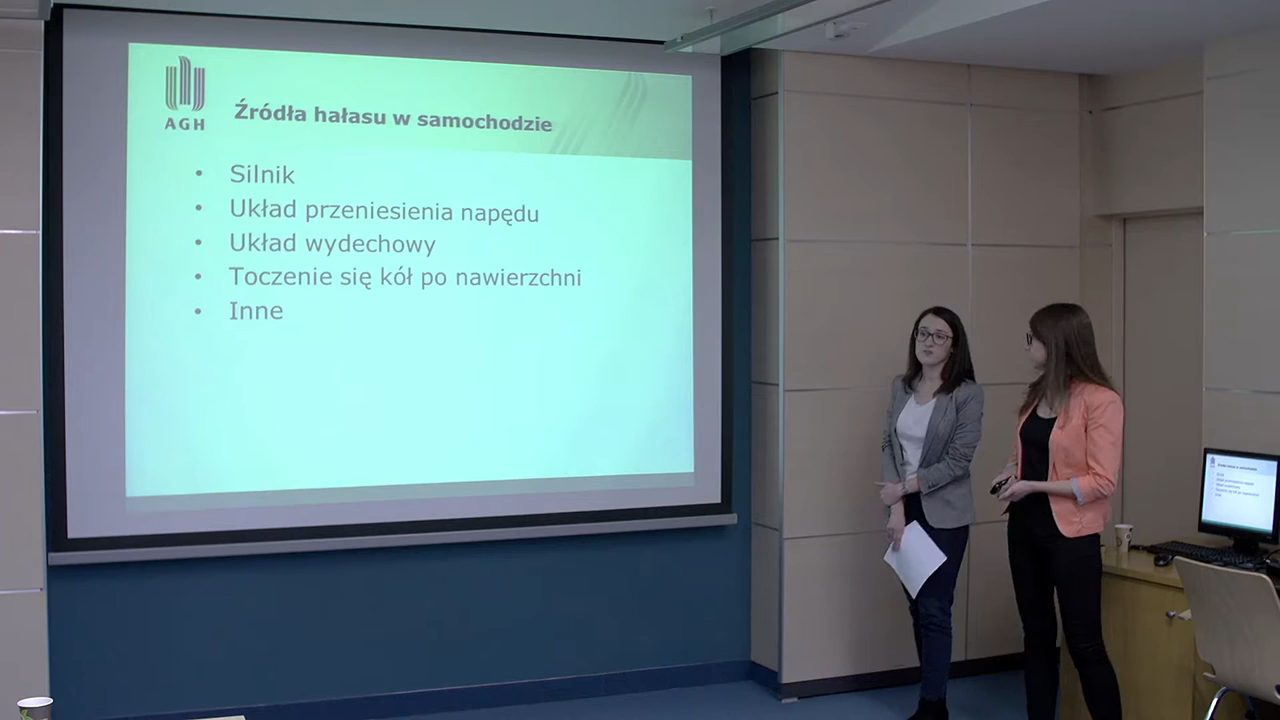 AGH
Źródła hałasu w samochodzie
• Silnik
• Układ przeniesienia napędu
• Układ wydechowy
• Toczenie się kół po nawierzchni
• Inne